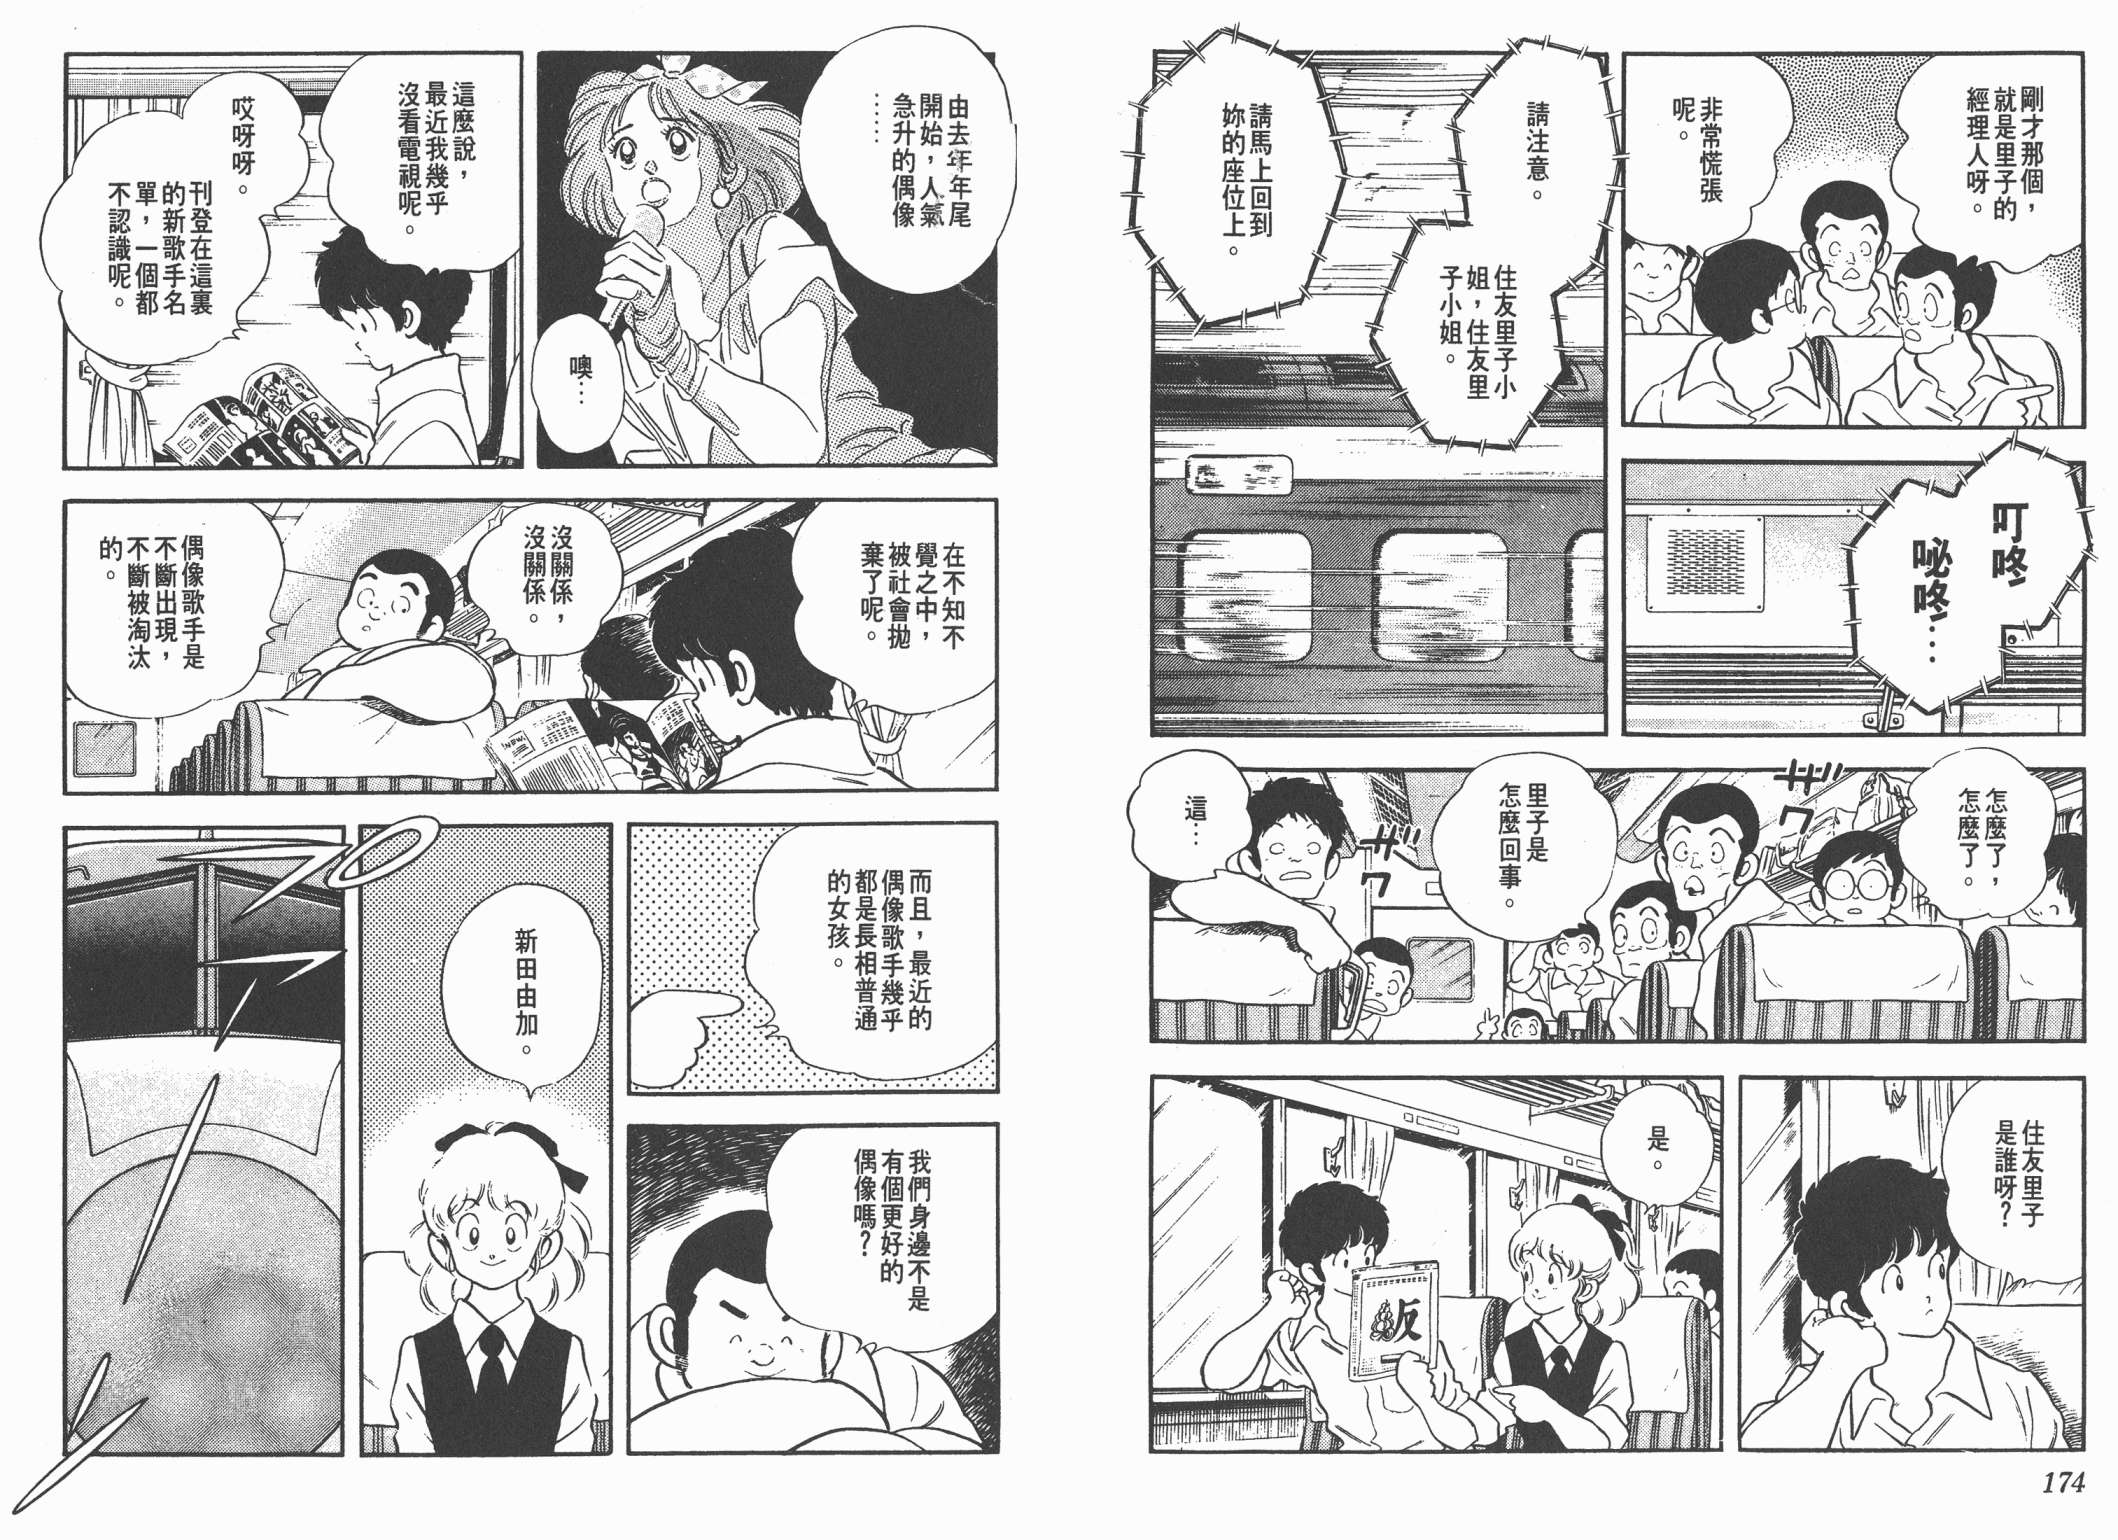 剛才那個，
就是里子的
經理人呀。
非常慌張
呢。
請注意。
住友里子小
姐，住友里
子小姐。
請馬上回到
妳的座位上。
叮咚
咇咚…
怎麼了，
怎麼了。
ザワ
里子是
怎麼回事。
ザワ
這…
住友里子
是誰呀？
是。
174
由去年年尾
開始，人氣
急升的偶像
……
噢…
這麼說，
最近我幾乎
沒看電視呢。
哎呀呀。
刊登在這裏
的新歌手名
單，一個都
不認識呢。
在不知不
覺之中，
被社會拋
棄了呢。
沒關係，
沒關係。
偶像歌手是
不斷出現，
不斷被淘汰
的。
而且，最近的
偶像歌手幾乎
都是長相普通
的女孩。
我們身邊不是
有個更好的
偶像嗎？
新田由加。